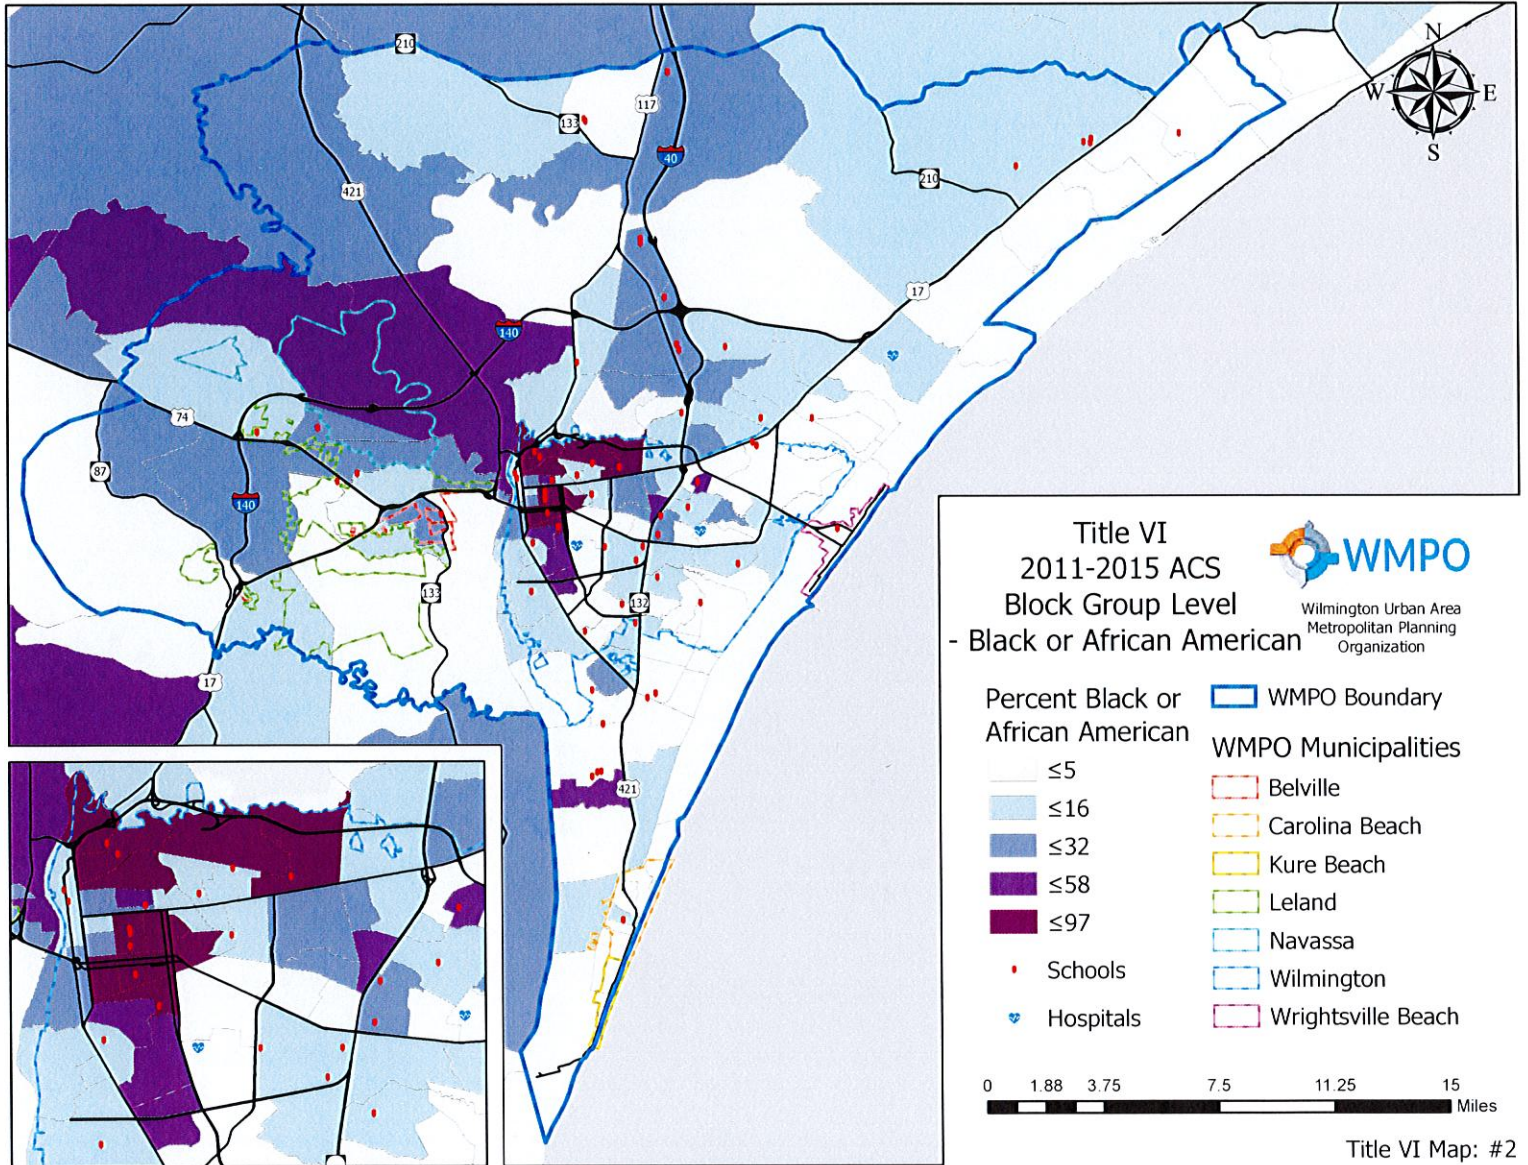 210
133
117
40
421
210
N
W E
S
17
140
74
87
140
133
132
17
421
Title VI
2011-2015 ACS
Block Group Level
- Black or African American
WMPO
Wilmington Urban Area
Metropolitan Planning
Organization
Percent Black or
African American
≤5
≤16
≤32
≤58
≤97
Schools
Hospitals
WMPO Boundary
WMPO Municipalities
Belville
Carolina Beach
Kure Beach
Leland
Navassa
Wilmington
Wrightsville Beach
0 1.88 3.75 7.5 11.25 15
Miles
Title VI Map: #2